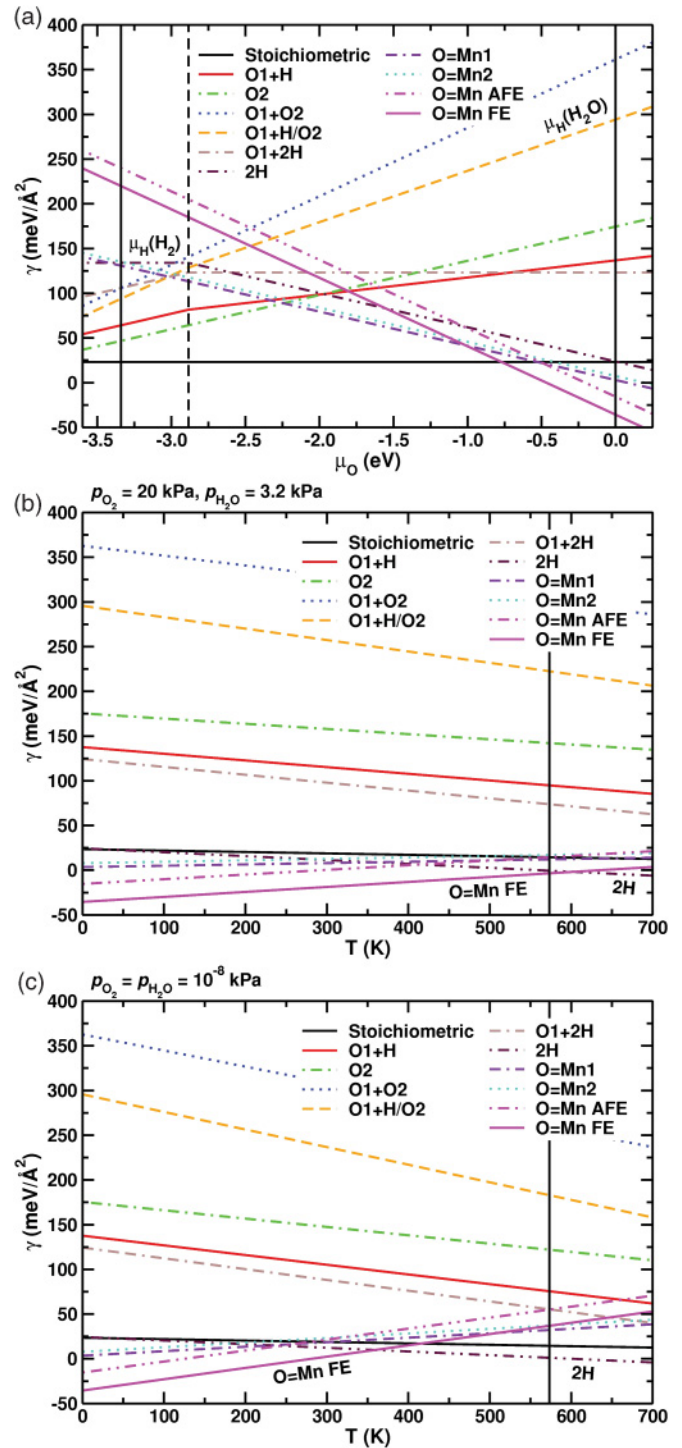 (a)
Stoichiometric
O1+H
O2
O1+O2
O1+H/O2
O1+2H
2H
O=Mn1
O=Mn2
O=Mn AFE
O=Mn FE
μH(H2O)
μH(H2)
γ (meV/Å²)
400
350
300
250
200
150
100
50
0
-50
-3.5 -3.0 -2.5 -2.0 -1.5 -1.0 -0.5 0.0
μO (eV)
(b)
pO2 = 20 kPa, pH2O = 3.2 kPa
Stoichiometric
O1+H
O2
O1+O2
O1+H/O2
O1+2H
2H
O=Mn1
O=Mn2
O=Mn AFE
O=Mn FE
γ (meV/Å²)
400
350
300
250
200
150
100
50
0
-50
O=Mn FE
2H
0 100 200 300 400 500 600 700
T (K)
(c)
pO2 = pH2O = 10⁻⁸ kPa
Stoichiometric
O1+H
O2
O1+O2
O1+H/O2
O1+2H
2H
O=Mn1
O=Mn2
O=Mn AFE
O=Mn FE
γ (meV/Å²)
400
350
300
250
200
150
100
50
0
-50
O=Mn FE
2H
0 100 200 300 400 500 600 700
T (K)